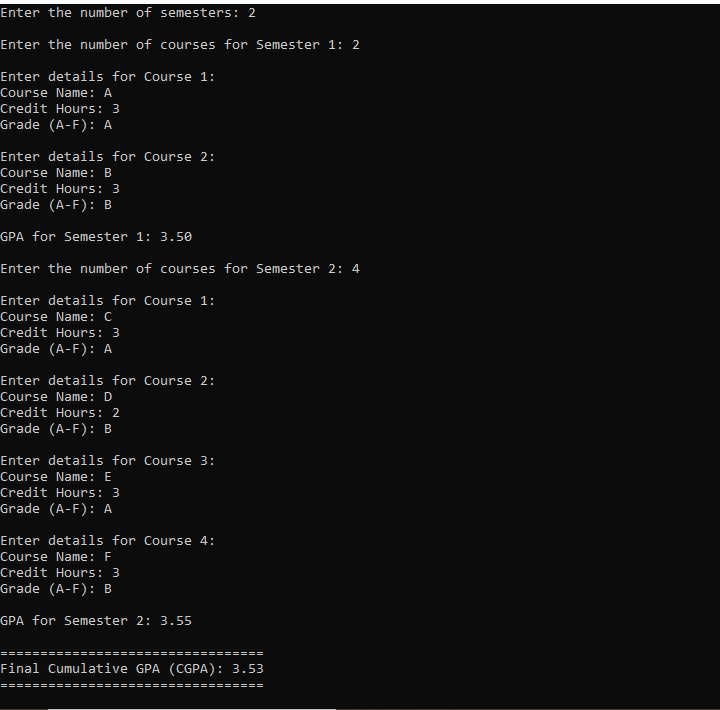 Enter the number of semesters: 2
Enter the number of courses for Semester 1: 2
Enter details for Course 1:
Course Name: A
Credit Hours: 3
Grade (A-F): A
Enter details for Course 2:
Course Name: B
Credit Hours: 3
Grade (A-F): B
GPA for Semester 1: 3.50
Enter the number of courses for Semester 2: 4
Enter details for Course 1:
Course Name: C
Credit Hours: 3
Grade (A-F): A
Enter details for Course 2:
Course Name: D
Credit Hours: 2
Grade (A-F): B
Enter details for Course 3:
Course Name: E
Credit Hours: 3
Grade (A-F): A
Enter details for Course 4:
Course Name: F
Credit Hours: 3
Grade (A-F): B
GPA for Semester 2: 3.55
=================================
Final Cumulative GPA (CGPA): 3.53
=================================